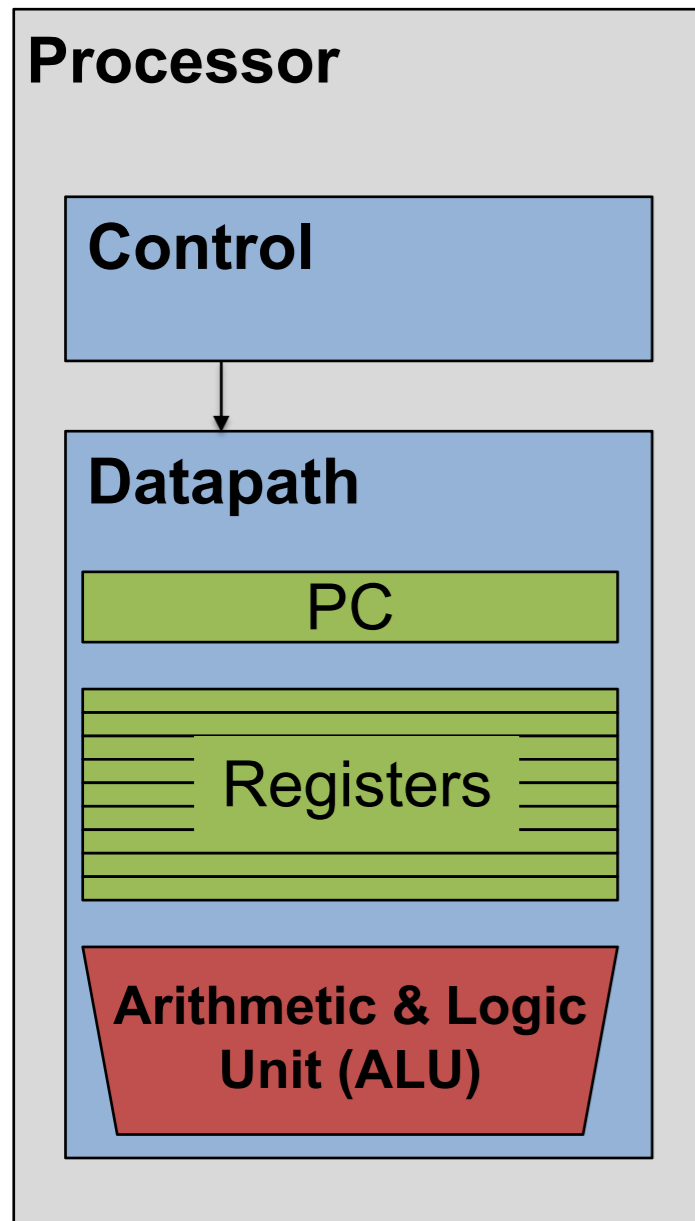 Processor
Control
Datapath
PC
Registers
Arithmetic & Logic
Unit (ALU)